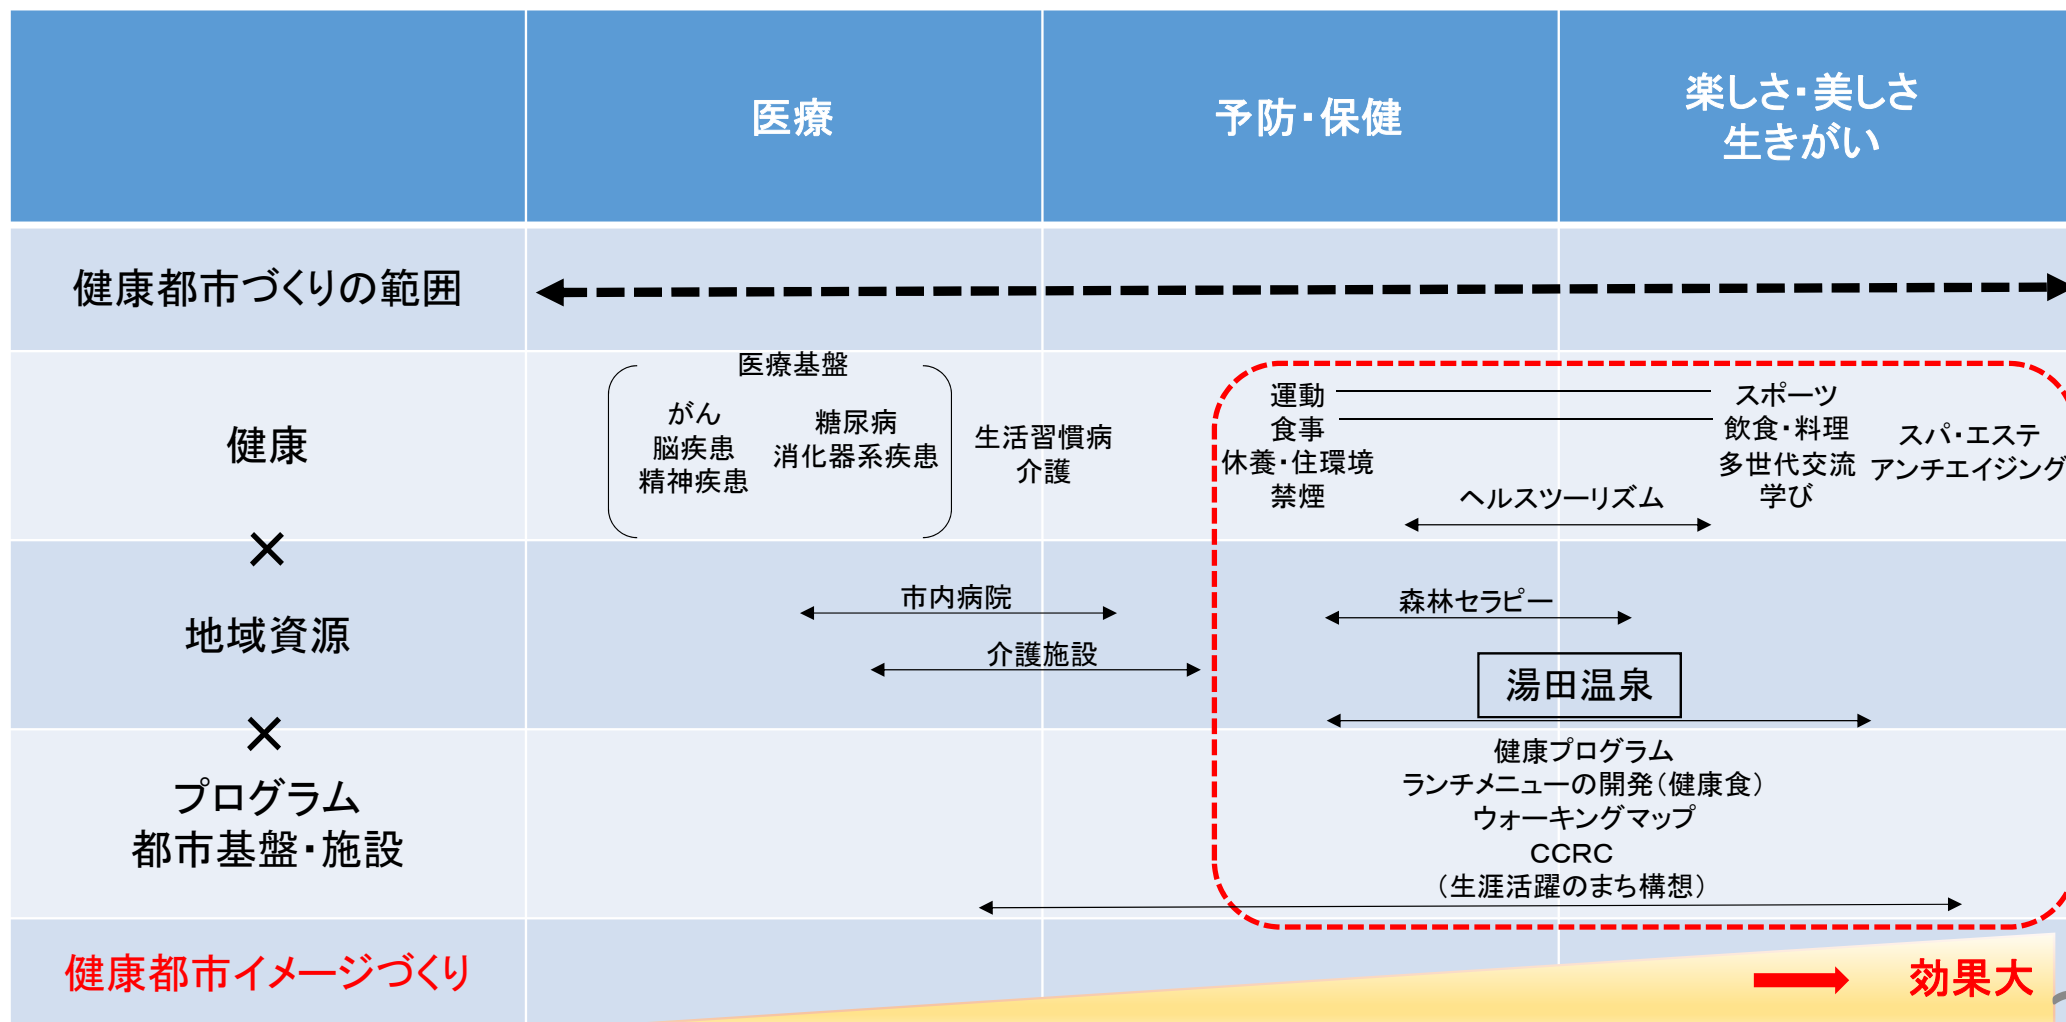 医療
予防・保健
楽しさ・美しさ
生きがい
健康都市づくりの範囲
健康
医療基盤
がん
脳疾患
精神疾患
糖尿病
消化器系疾患
生活習慣病
介護
運動
食事
休養・住環境
禁煙
ヘルスツーリズム
スポーツ
飲食・料理
多世代交流
学び
スパ・エステ
アンチエイジング
×
地域資源
市内病院
介護施設
森林セラピー
湯田温泉
×
プログラム
都市基盤・施設
健康プログラム
ランチメニューの開発(健康食)
ウォーキングマップ
CCRC
(生涯活躍のまち構想)
健康都市イメージづくり
効果大